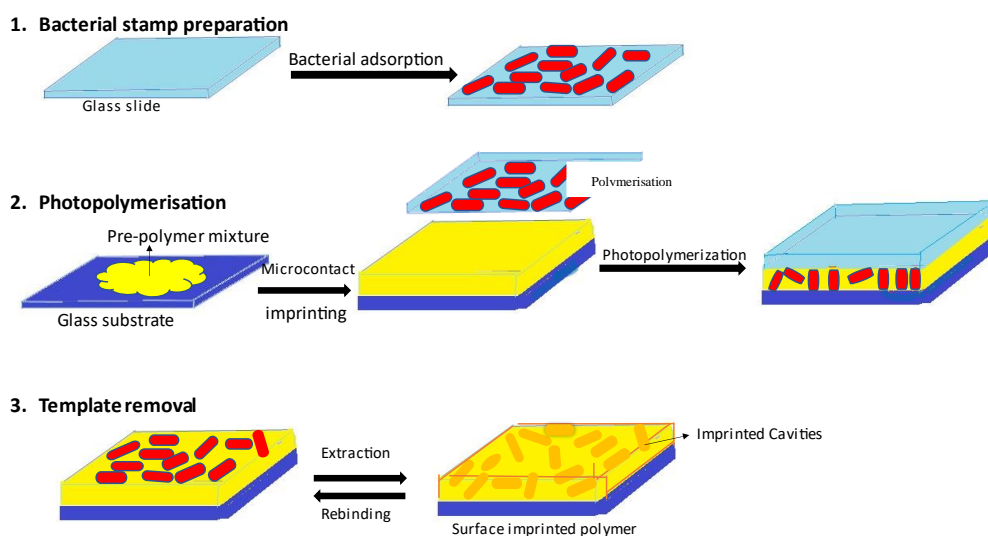 1. Bacterial stamp preparation
Bacterial adsorption
Glass slide
Polvmerisation
2. Photopolymerisation
Pre-polymer mixture
Microcontact
imprinting
Photopolymerization
Glass substrate
3. Template removal
Imprinted Cavities
Extraction
Rebinding
Surface imprinted polymer